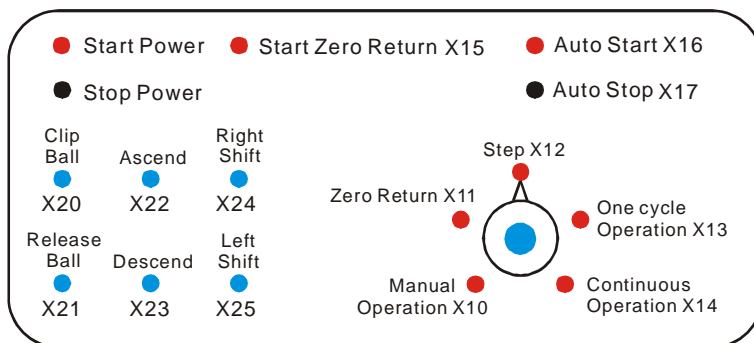 Start Power
Start Zero Return X15
Auto Start X16
Stop Power
Auto Stop X17
Clip
Ball
X20
Ascend
X22
Right
Shift
X24
Release
Ball
X21
Descend
X23
Left
Shift
X25
Step X12
Zero Return X11
One cycle
Operation X13
Manual
Operation X10
Continuous
Operation X14